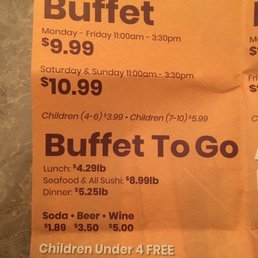 Buffet
Monday - Friday 11:00am - 3:30pm
$9.99
Saturday & Sunday 11:00am - 3:30pm
$10.99
Children (4-6) $3.99 • Children (7-10) $5.99
Buffet To Go
Lunch: $4.29lb
Seafood & All Sushi: $6.99lb
Dinner: $5.25lb
Soda • Beer • Wine
$1.89 $3.50 $5.00
Children Under 4 FREE